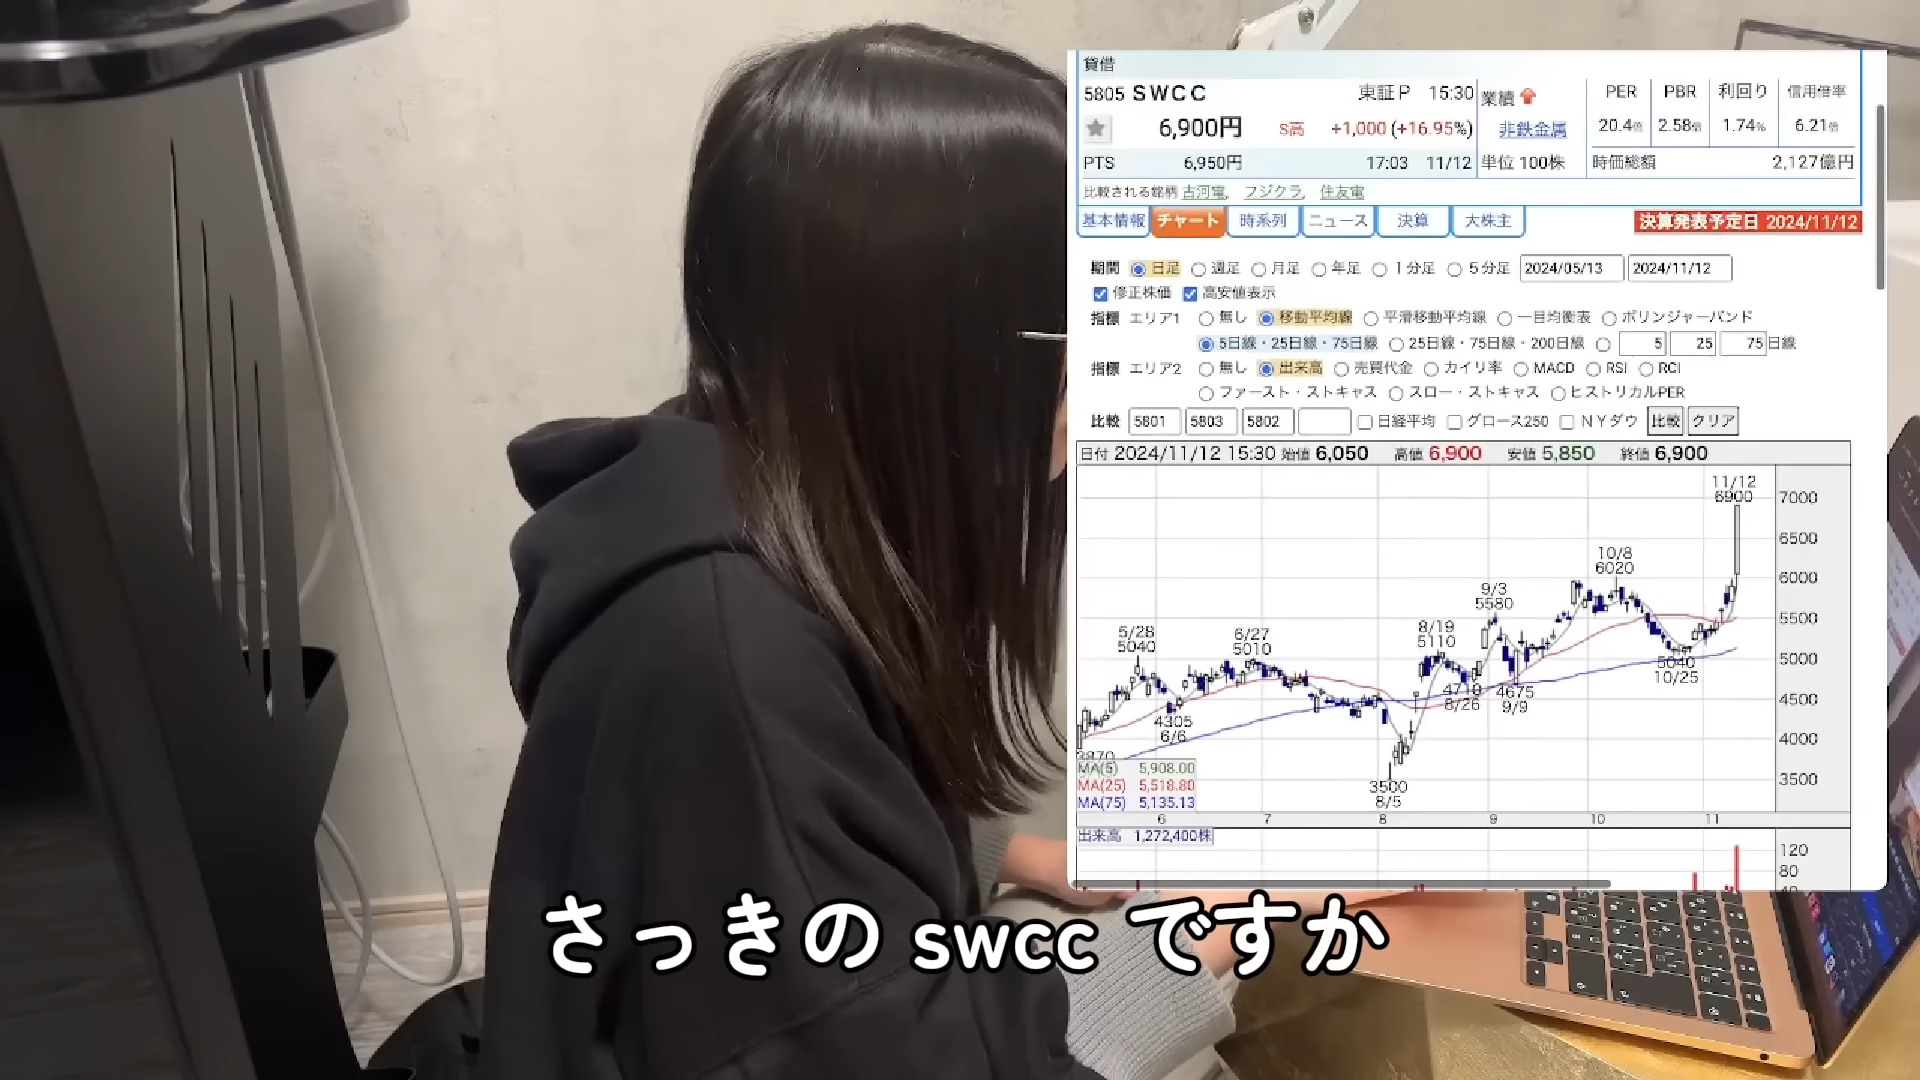 貸借
5805 SWCC 東証P 15:30
6,900円 S高 +1,000 (+16.95%)
PTS 6,950円 17:03 11/12
業績
非鉄金属
単位 100株
PER PBR 利回り 信用倍率
20.4倍 2.58倍 1.74% 6.21倍
時価総額 2,127億円
比較される銘柄 古河電, フジクラ, 住友電
基本情報 チャート 時系列 ニュース 決算 大株主
決算発表予定日 2024/11/12
期間 日足 週足 月足 年足 1分足 5分足 2024/05/13 2024/11/12
修正株価 高安値表示
指標 エリア1 無し 移動平均線 平滑移動平均線 一目均衡表 ボリンジャーバンド
5日線・25日線・75日線 25日線・75日線・200日線 5 25 75 日線
指標 エリア2 無し 出来高 売買代金 カイリ率 MACD RSI RCI
ファースト・ストキャス スロー・ストキャス ヒストリカルPER
比較 5801 5803 5802 日経平均 グロース250 NYダウ 比較 クリア
日付 2024/11/12 15:30 始値 6,050 高値 6,900 安値 5,850 終値 6,900
11/12
6900
7000
6500
10/8
6020
6000
9/3
5580
5500
5/28
5040
6/27
5010
8/19
5110
5000
5040
10/25
4305
6/6
4710
8/26
4675
9/9
4500
4000
3870
3500
8/5
3500
MA(5) 5,908.00
MA(25) 5,518.80
MA(75) 5,135.13
6 7 8 9 10 11
出来高 1,272,400株
120
80
さっきの swcc ですか